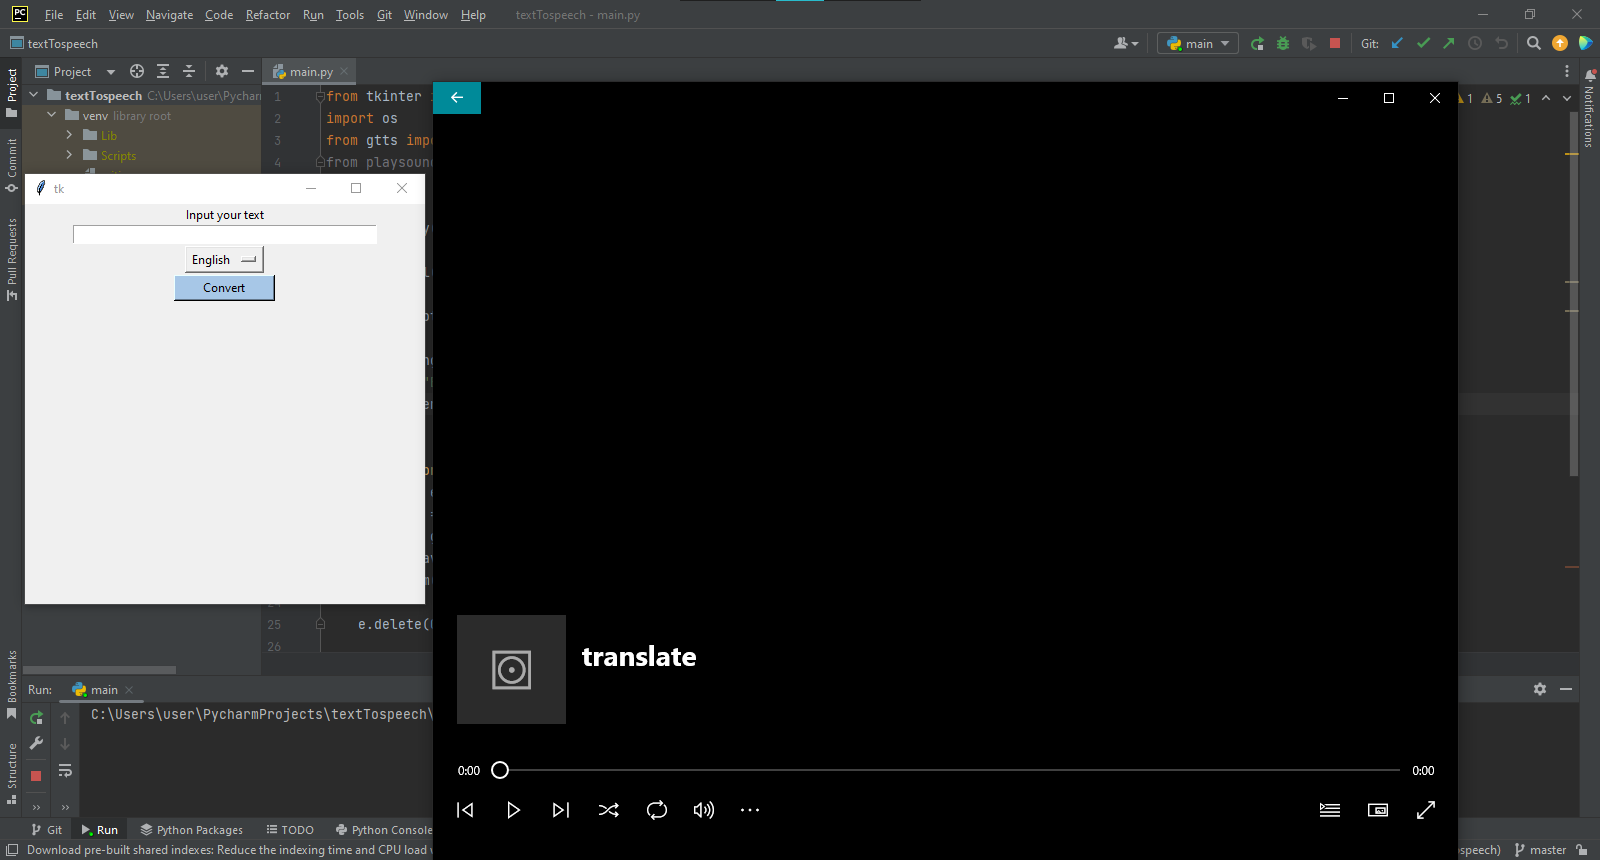 PC File Edit View Navigate Code Refactor Run Tools Git Window Help textTospeech - main.py
textTospeech main Git:
Project main.py
textTospeech C:\Users\user\Pycharm
venv library root
Lib
Scripts
1 from tkinter
2 import os
3 from gtts
4 from playsound
1 5 1
Project
Commit
Pull Requests
Bookmarks
Structure
Notifications
tk
Input your text
English
Convert
25 e.delete(
26
translate
0:00 0:00
Run: main
C:\Users\user\PycharmProjects\textTospeech\
Git Run Python Packages TODO Python Console
Download pre-built shared indexes: Reduce the indexing time and CPU load master